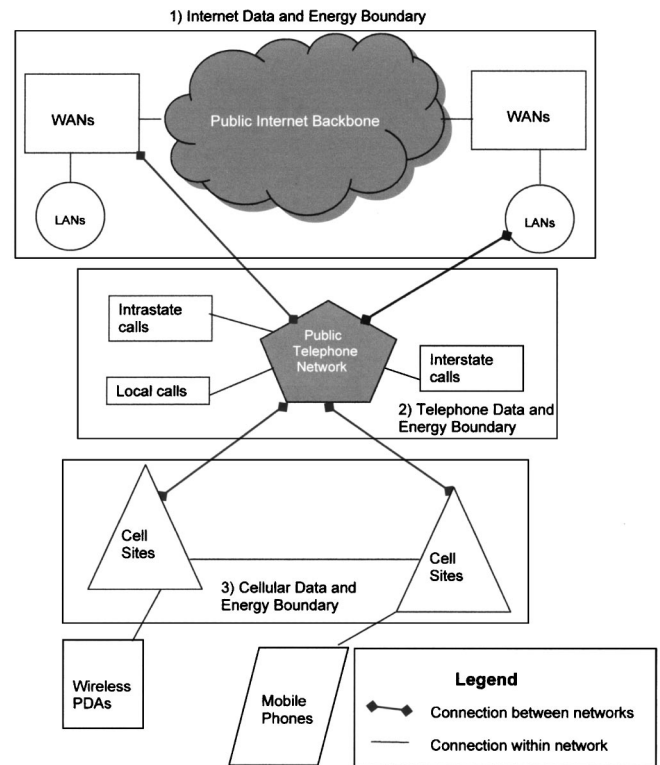 1) Internet Data and Energy Boundary
WANs
Public Internet Backbone
WANs
LANs
LANs
Intrastate
calls
Public
Telephone
Network
Interstate
calls
Local calls
2) Telephone Data and
Energy Boundary
Cell
Sites
Cell
Sites
3) Cellular Data and
Energy Boundary
Wireless
PDAs
Mobile
Phones
Legend
Connection between networks
Connection within network